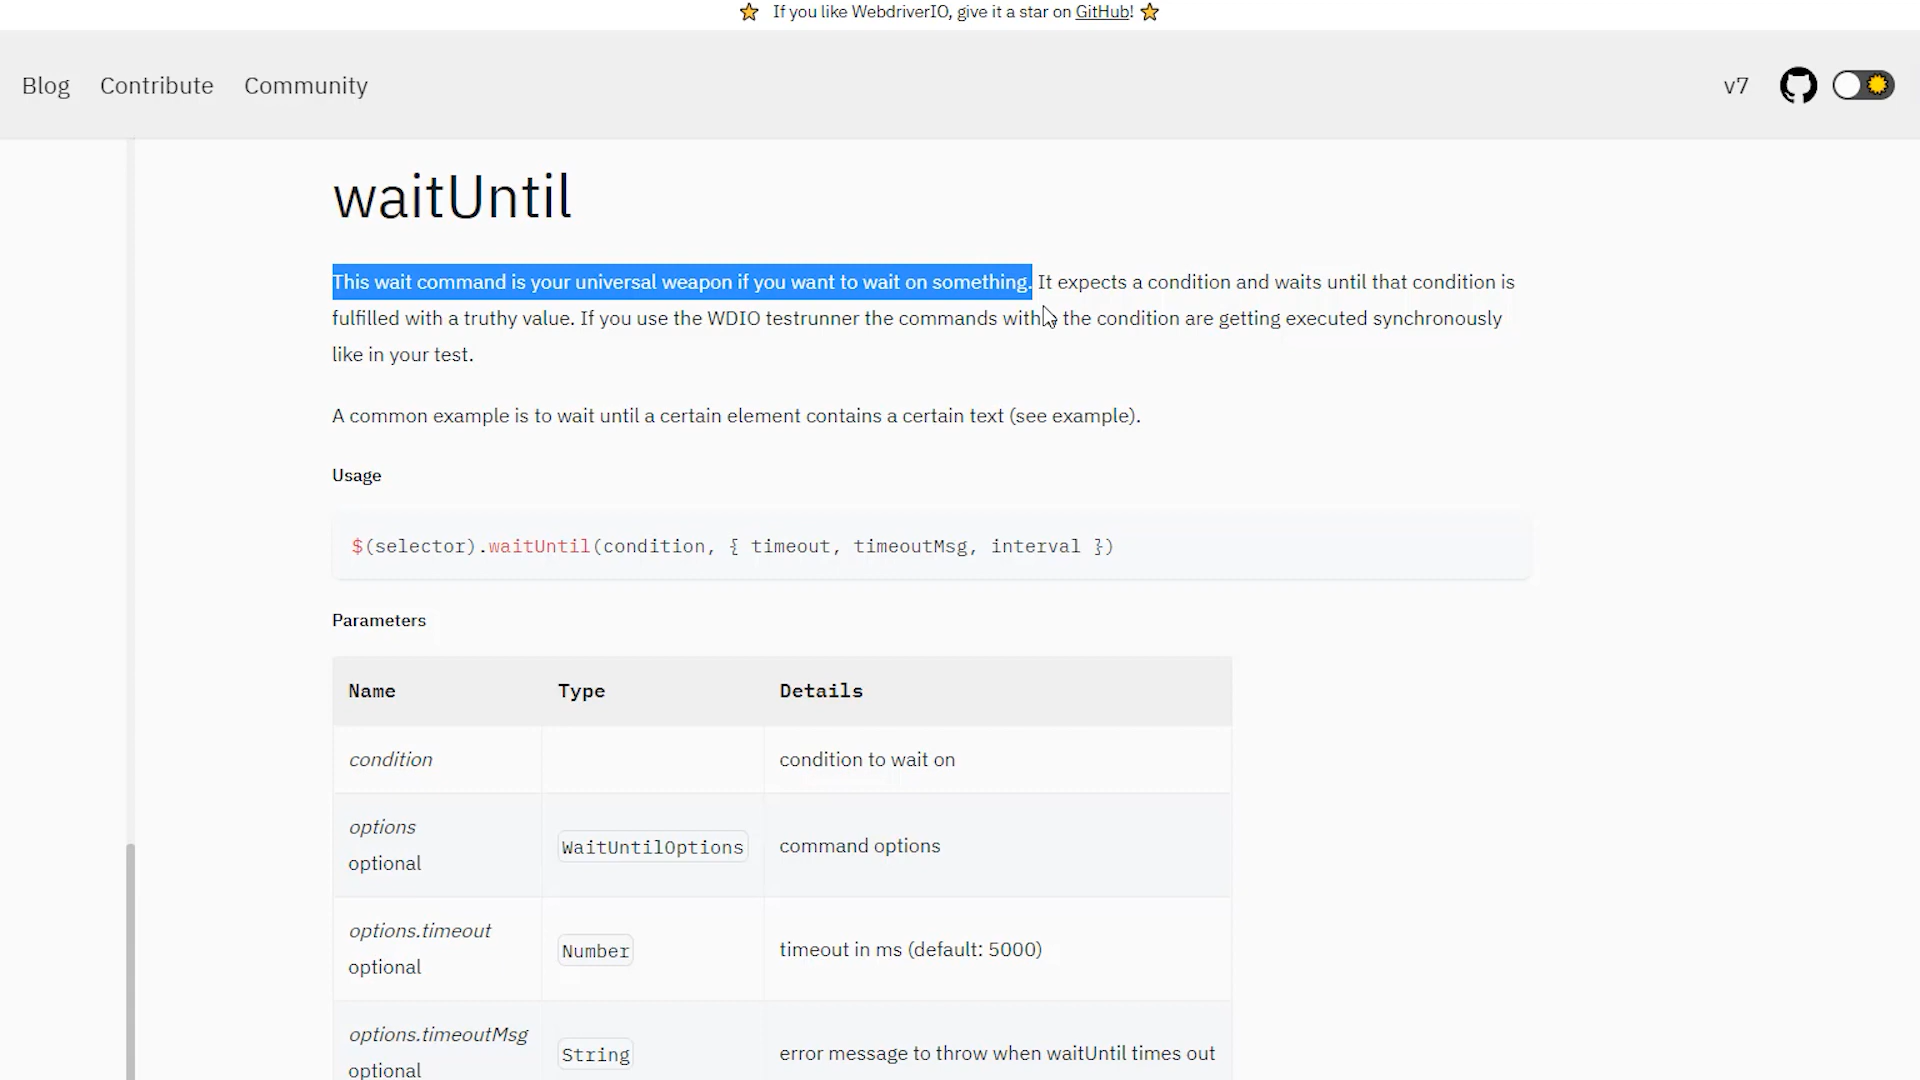 If you like WebdriverIO, give it a star on GitHub!
Blog Contribute Community v7
waitUntil
This wait command is your universal weapon if you want to wait on something. It expects a condition and waits until that condition is
fulfilled with a truthy value. If you use the WDIO testrunner the commands within the condition are getting executed synchronously
like in your test.
A common example is to wait until a certain element contains a certain text (see example).
Usage
$(selector).waitUntil(condition, { timeout, timeoutMsg, interval })
Parameters
Name Type Details
condition condition to wait on
options
optional WaitUntilOptions command options
options.timeout
optional Number timeout in ms (default: 5000)
options.timeoutMsg
optional String error message to throw when waitUntil times out